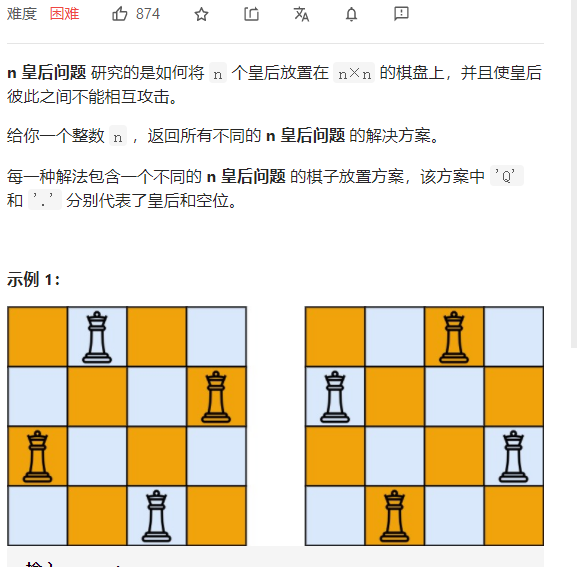 难度 困难 874
n 皇后问题 研究的是如何将 n 个皇后放置在 n×n 的棋盘上，并且使皇后
彼此之间不能相互攻击。
给你一个整数 n ，返回所有不同的 n 皇后问题 的解决方案。
每一种解法包含一个不同的 n 皇后问题 的棋子放置方案，该方案中 'Q'
和 '.' 分别代表了皇后和空位。
示例 1：